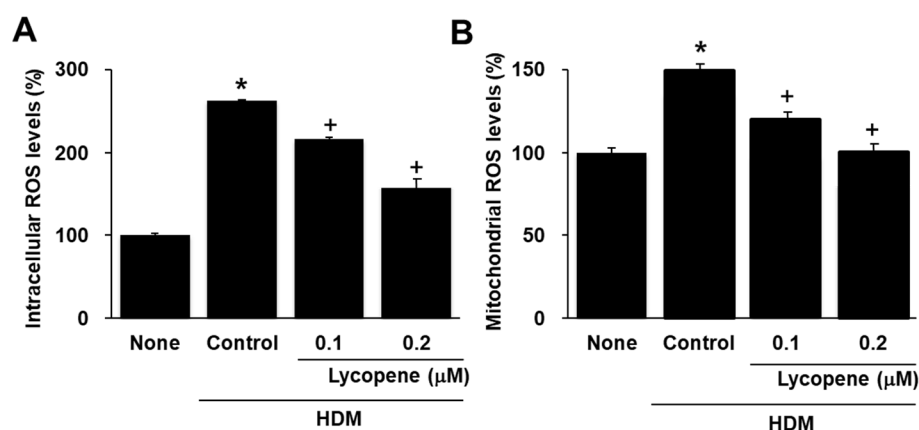 A
Intracellular ROS levels (%)
300
200
100
0
*
+
+
None Control 0.1 0.2
Lycopene (μM)
HDM
B
Mitochondrial ROS levels (%)
150
100
50
0
*
+
+
None Control 0.1 0.2
Lycopene (μM)
HDM